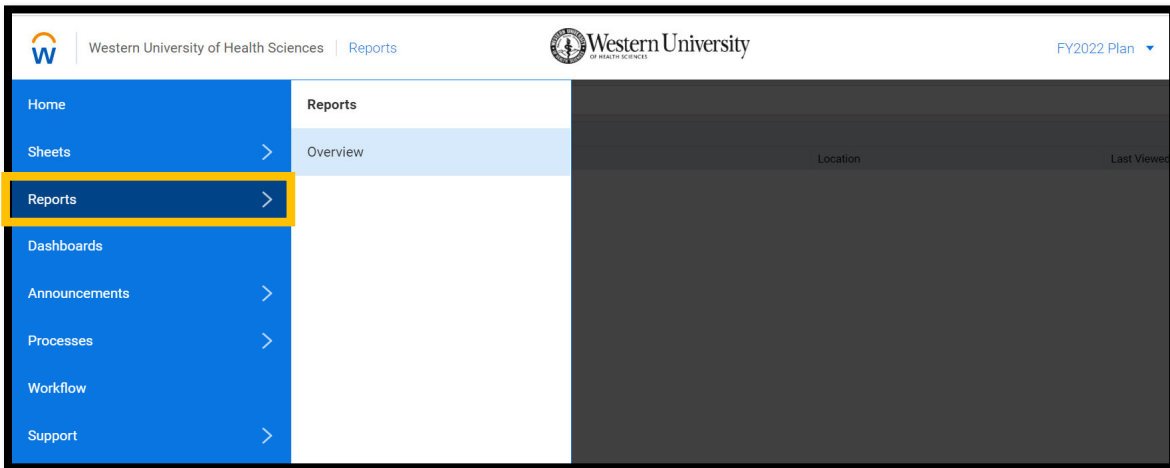 W
Western University of Health Sciences
Reports
Western University
OF HEALTH SCIENCES
FY2022 Plan
Home
Sheets
Reports
Dashboards
Announcements
Processes
Workflow
Support
Reports
Overview
Location
Last Viewed